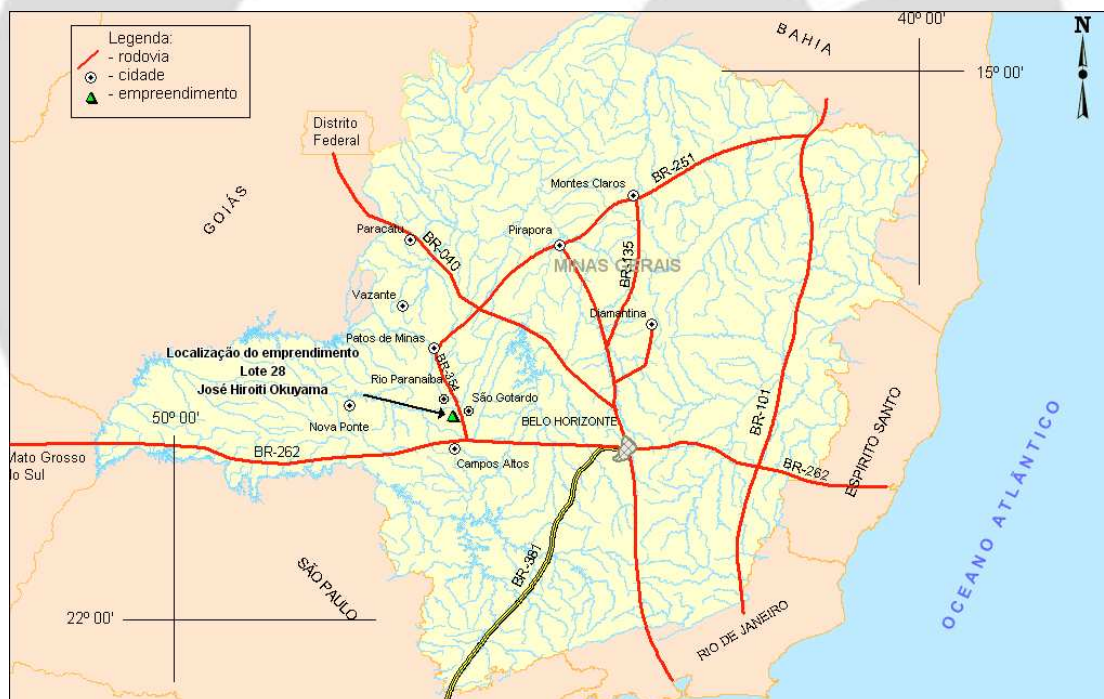 Legenda:
- rodovia
- cidade
- empreendimento
BAHIA
40º 00'
N
15º 00'
Distrito
Federal
GOIÁS
Montes Claros
BR-251
Paracatu
BR-040
Pirapora
MINAS GERAIS
BR-135
Vazante
Diamantina
Patos de Minas
BR-354
Localização do emprendimento
Lote 28
José Hiroiti Okuyama
Rio Paranaiba
São Gotardo
Nova Ponte
50º 00'
BELO HORIZONTE
BR-101
ESPIRITO SANTO
Mato Grosso
do Sul
BR-262
Campos Altos
BR-262
BR-381
SÃO PAULO
22º 00'
RIO DE JANEIRO
OCEANO ATLÂNTICO